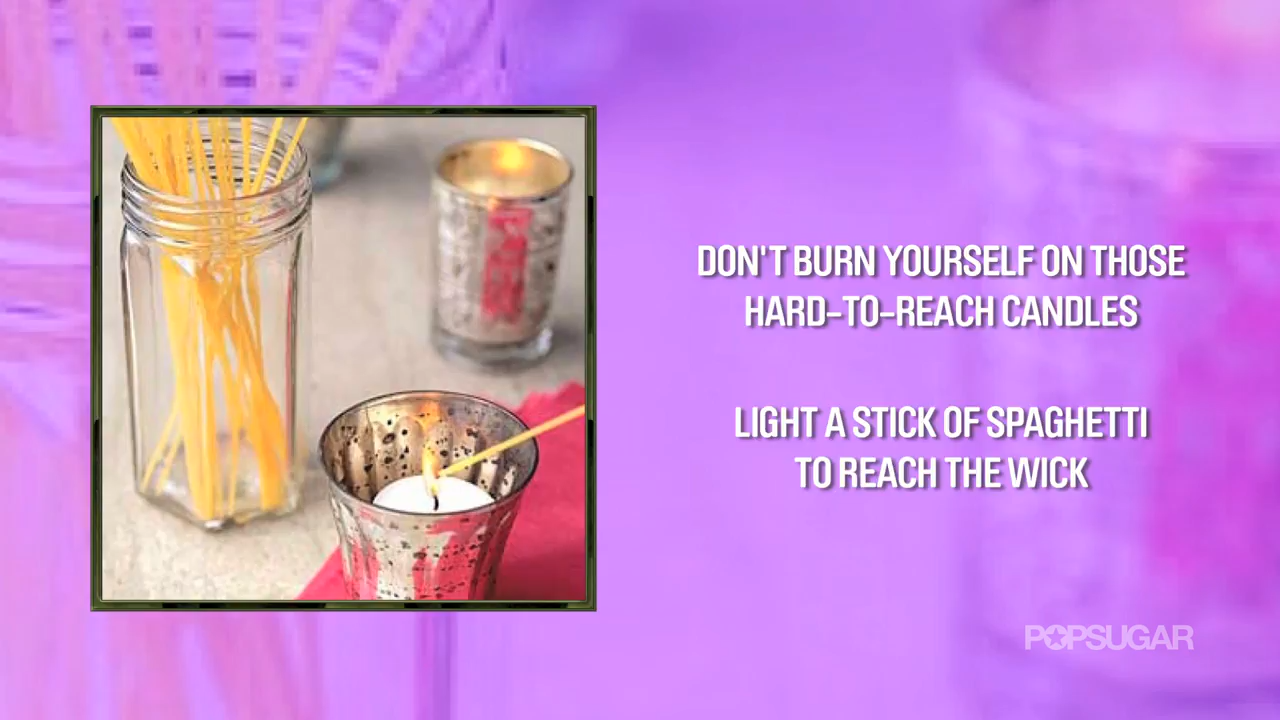 DON'T BURN YOURSELF ON THOSE
HARD-TO-REACH CANDLES
LIGHT A STICK OF SPAGHETTI
TO REACH THE WICK
POPSUGAR